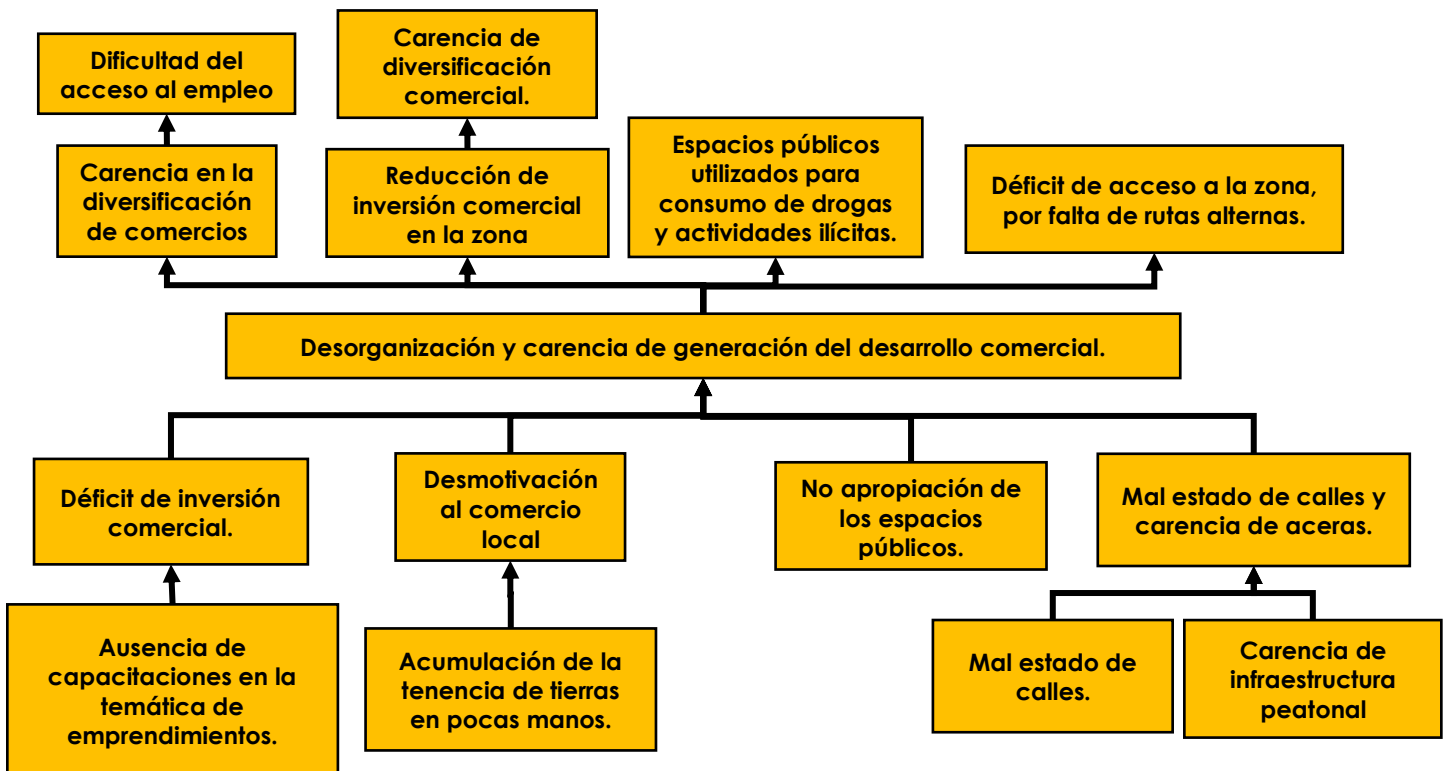 Dificultad del
acceso al empleo
Carencia de
diversificación
comercial.
Carencia en la
diversificación
de comercios
Reducción de
inversión comercial
en la zona
Espacios públicos
utilizados para
consumo de drogas
y actividades ilícitas.
Déficit de acceso a la zona,
por falta de rutas alternas.
Desorganización y carencia de generación del desarrollo comercial.
Déficit de inversión
comercial.
Desmotivación
al comercio
local
No apropiación de
los espacios
públicos.
Mal estado de calles y
carencia de aceras.
Ausencia de
capacitaciones en la
temática de
emprendimientos.
Acumulación de la
tenencia de tierras
en pocas manos.
Mal estado de
calles.
Carencia de
infraestructura
peatonal